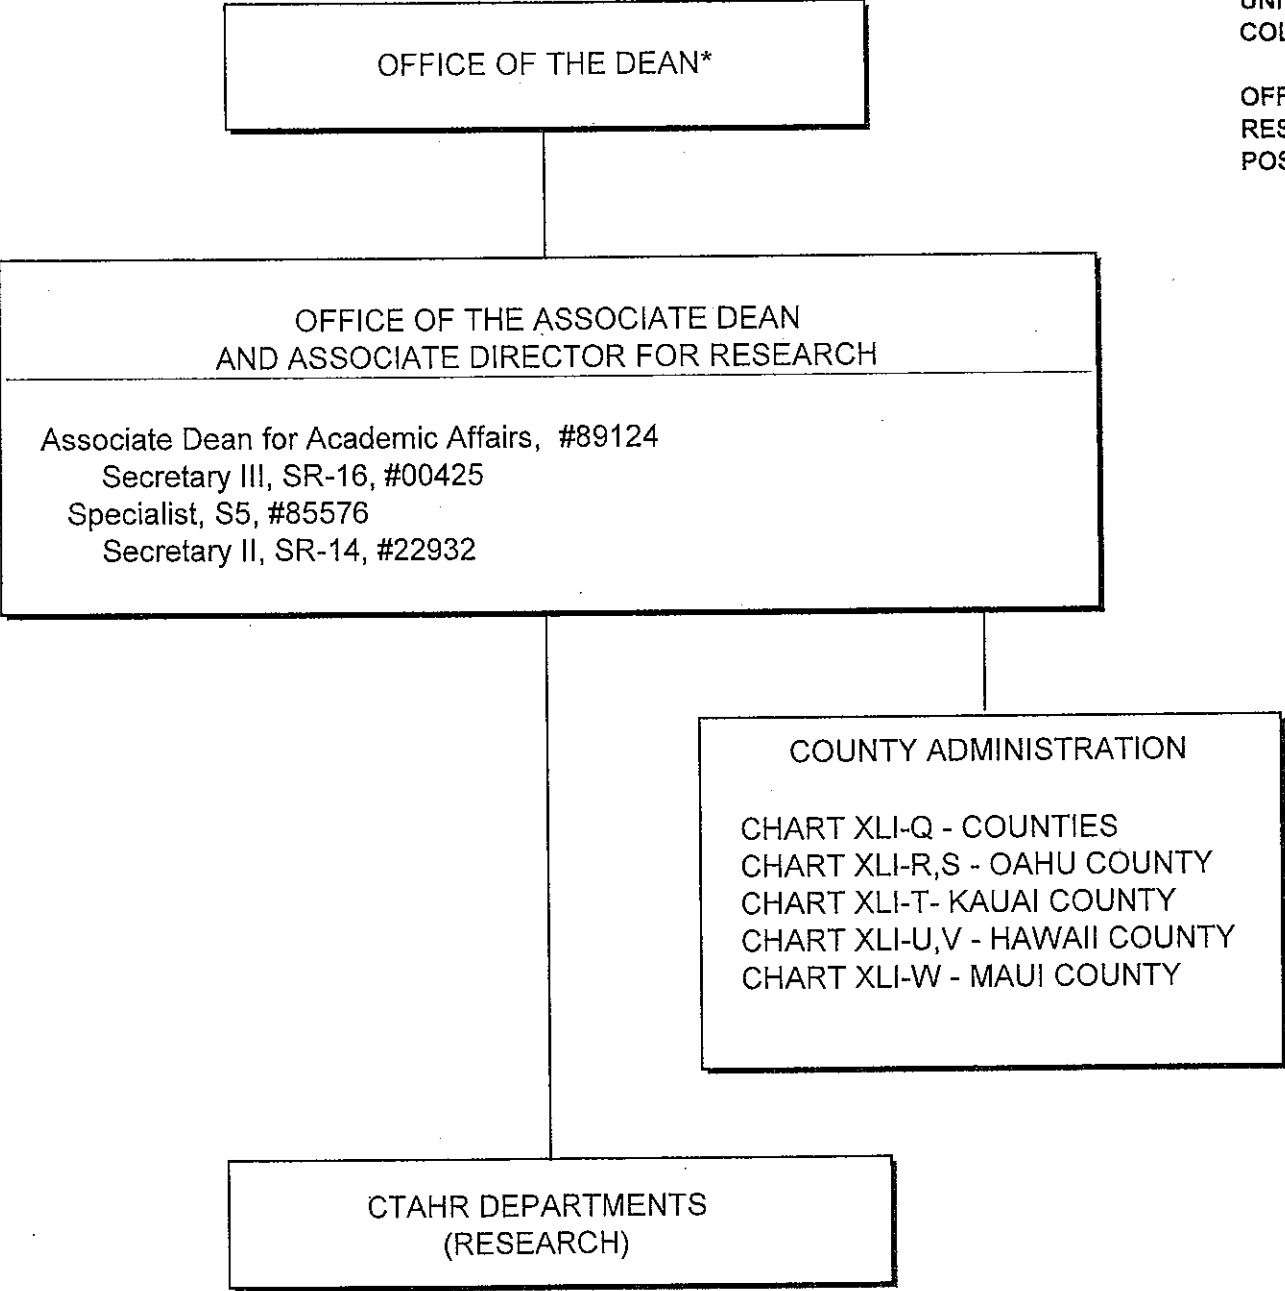 OFFICE OF THE DEAN*
OFFICE OF THE ASSOCIATE DEAN
AND ASSOCIATE DIRECTOR FOR RESEARCH
Associate Dean for Academic Affairs, #89124
Secretary III, SR-16, #00425
Specialist, S5, #85576
Secretary II, SR-14, #22932
COUNTY ADMINISTRATION
CHART XLI-Q - COUNTIES
CHART XLI-R,S - OAHU COUNTY
CHART XLI-T- KAUAI COUNTY
CHART XLI-U,V - HAWAII COUNTY
CHART XLI-W - MAUI COUNTY
CTAHR DEPARTMENTS
(RESEARCH)